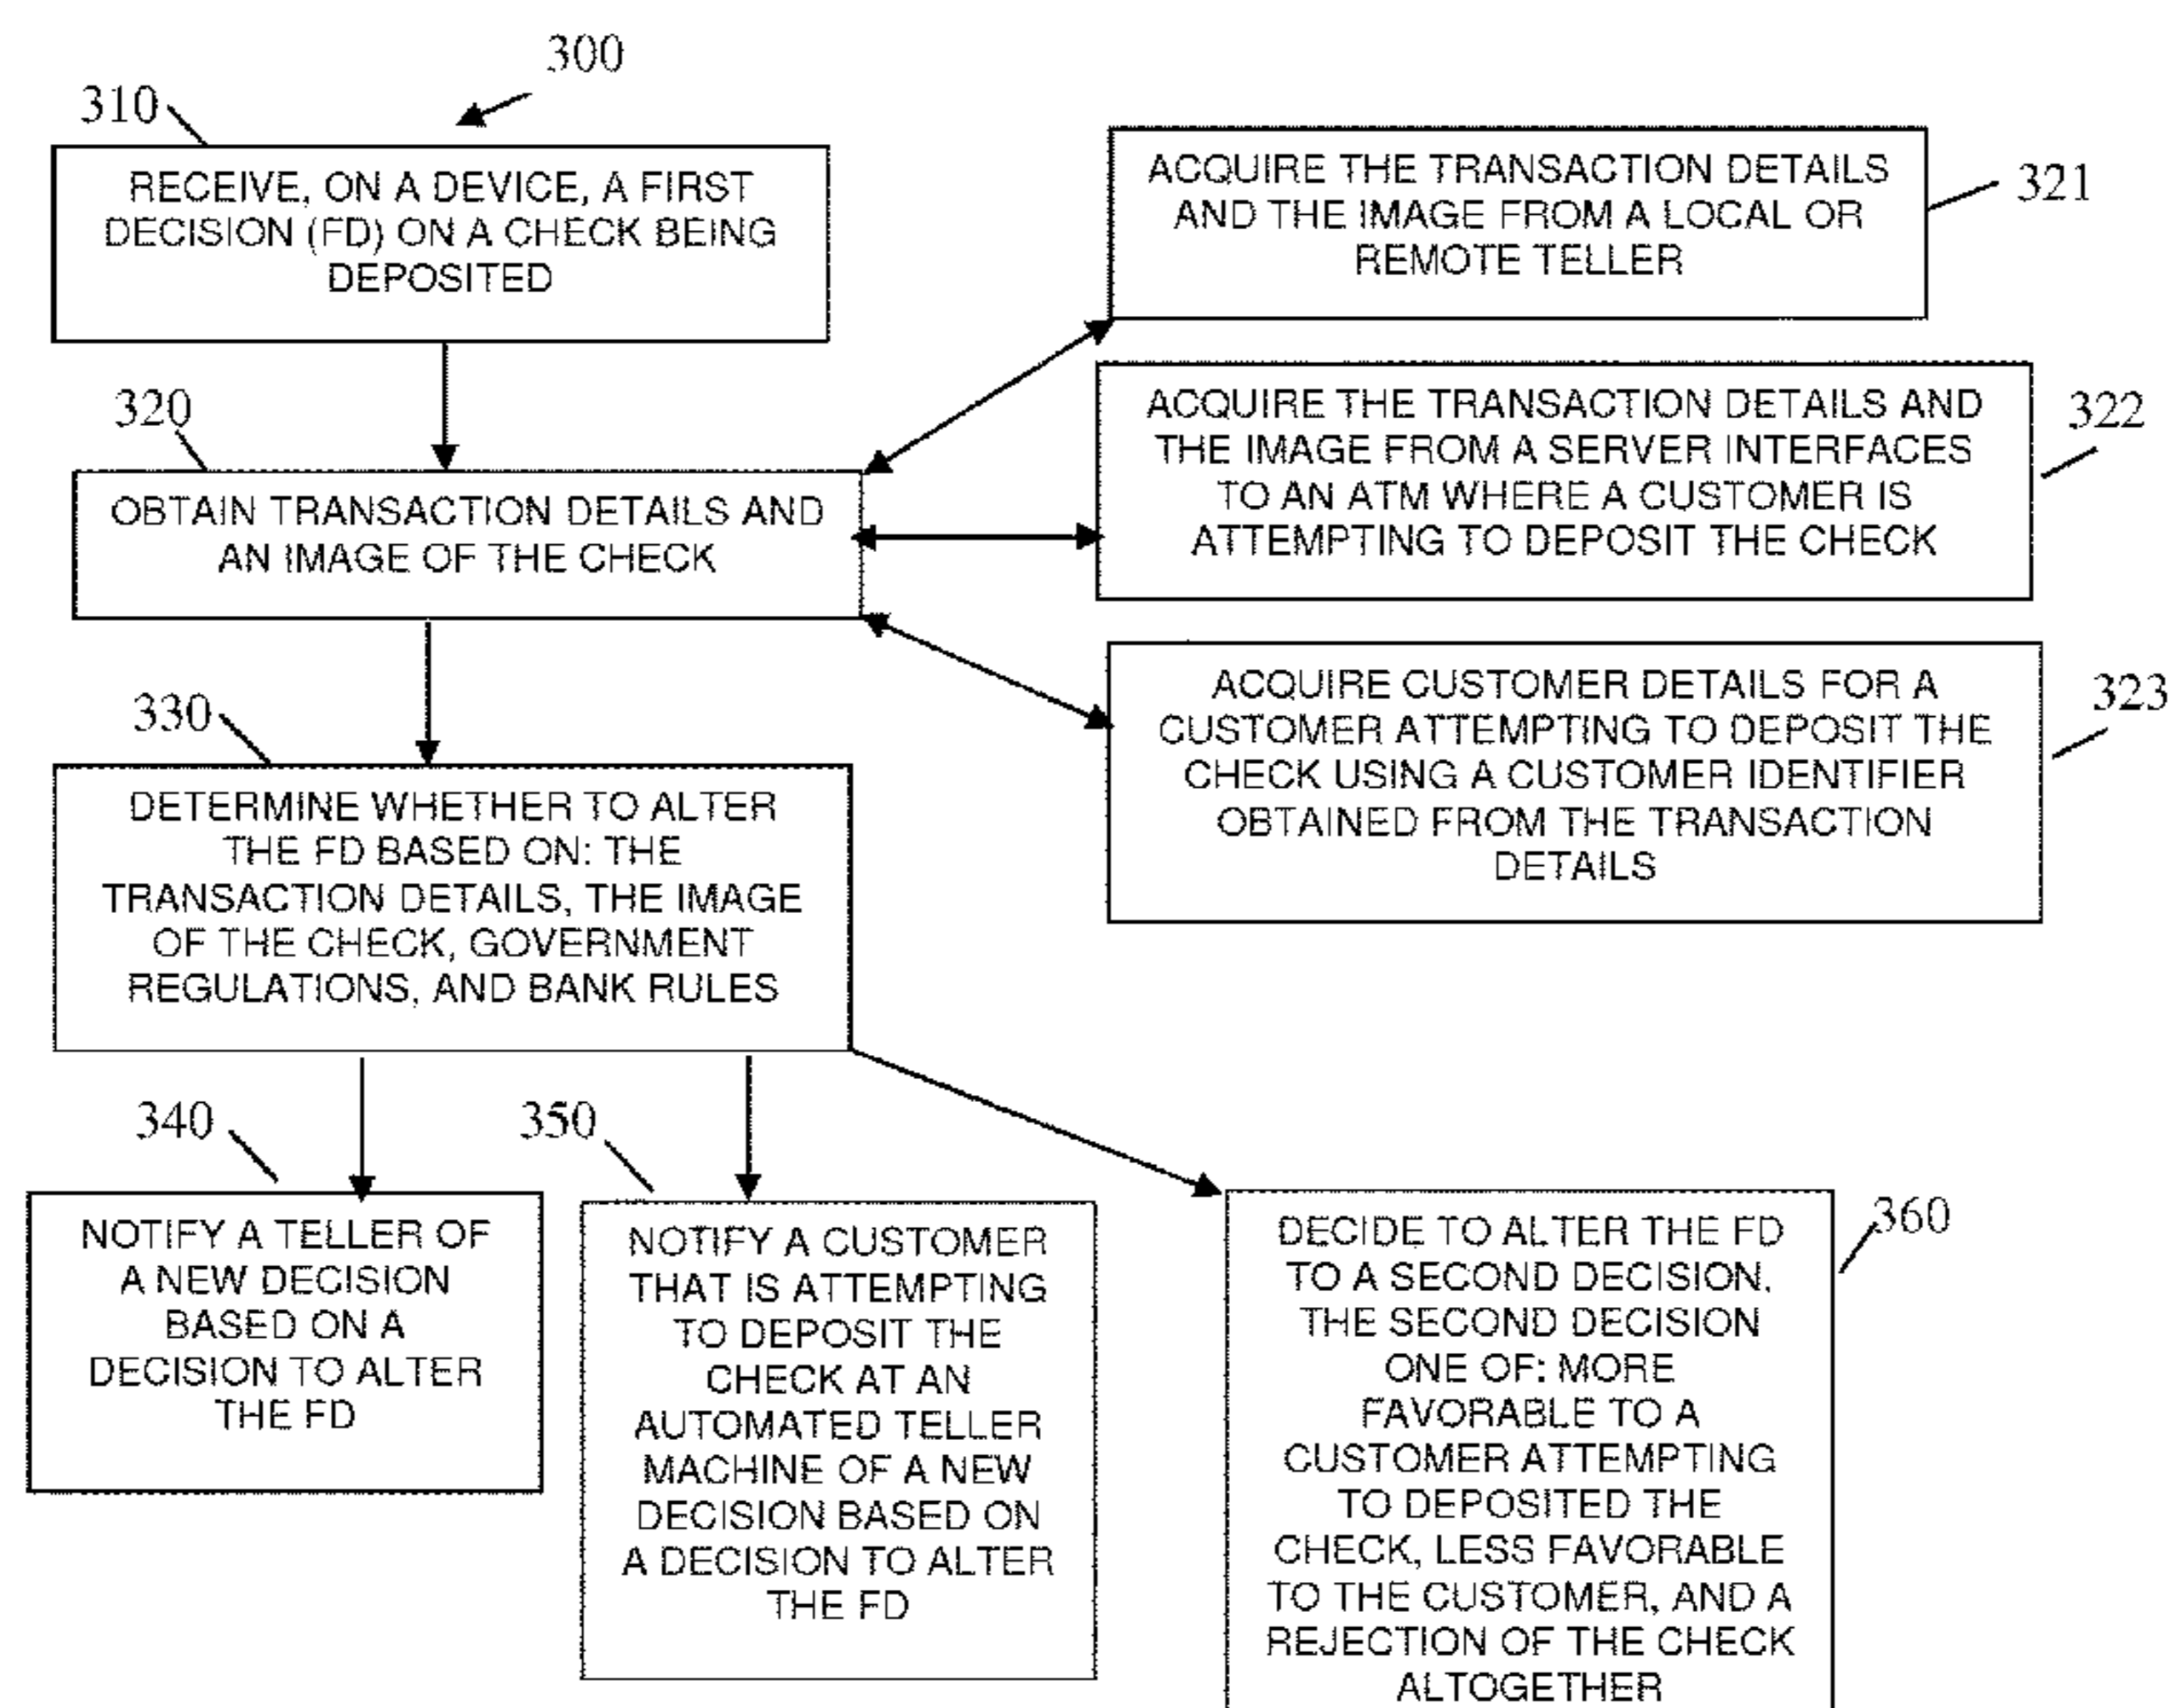 300
310
RECEIVE, ON A DEVICE, A FIRST
DECISION (FD) ON A CHECK BEING
DEPOSITED
ACQUIRE THE TRANSACTION DETAILS
AND THE IMAGE FROM A LOCAL OR
REMOTE TELLER
321
320
OBTAIN TRANSACTION DETAILS AND
AN IMAGE OF THE CHECK
ACQUIRE THE TRANSACTION DETAILS AND
THE IMAGE FROM A SERVER INTERFACES
TO AN ATM WHERE A CUSTOMER IS
ATTEMPTING TO DEPOSIT THE CHECK
322
ACQUIRE CUSTOMER DETAILS FOR A
CUSTOMER ATTEMPTING TO DEPOSIT THE
CHECK USING A CUSTOMER IDENTIFIER
OBTAINED FROM THE TRANSACTION
DETAILS
323
330
DETERMINE WHETHER TO ALTER
THE FD BASED ON: THE
TRANSACTION DETAILS, THE IMAGE
OF THE CHECK, GOVERNMENT
REGULATIONS, AND BANK RULES
340
NOTIFY A TELLER OF
A NEW DECISION
BASED ON A
DECISION TO ALTER
THE FD
350
NOTIFY A CUSTOMER
THAT IS ATTEMPTING
TO DEPOSIT THE
CHECK AT AN
AUTOMATED TELLER
MACHINE OF A NEW
DECISION BASED ON
A DECISION TO ALTER
THE FD
360
DECIDE TO ALTER THE FD
TO A SECOND DECISION,
THE SECOND DECISION
ONE OF: MORE
FAVORABLE TO A
CUSTOMER ATTEMPTING
TO DEPOSITED THE
CHECK, LESS FAVORABLE
TO THE CUSTOMER, AND A
REJECTION OF THE CHECK
ALTOGETHER